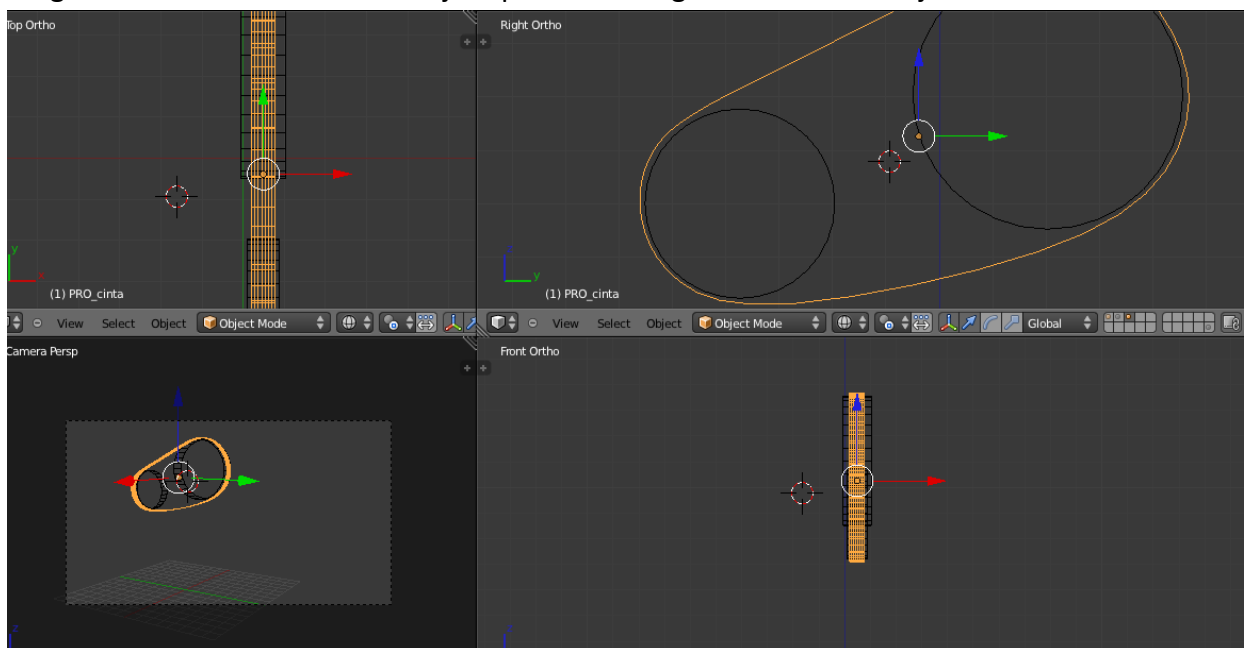 Top Ortho
(1) PRO_cinta
View Select Object Object Mode
Right Ortho
(1) PRO_cinta
View Select Object Object Mode Global
Camera Persp
Front Ortho
y
x
z
y
z
z